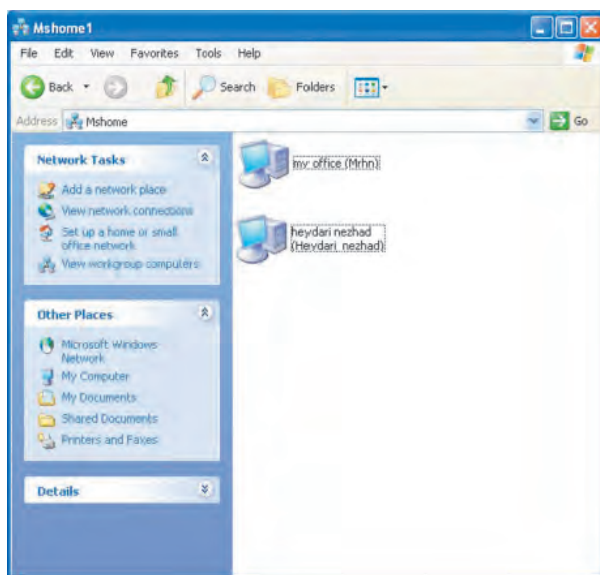 Mshome1
File Edit View Favorites Tools Help
Back Search Folders
Address Mshome Go
Network Tasks
Add a network place
View network connections
Set up a home or small
office network
View workgroup computers
Other Places
Microsoft Windows
Network
My Computer
My Documents
Shared Documents
Printers and Faxes
Details
my office (Mrhn)
heydari nezhad
(Heydari_nezhad)